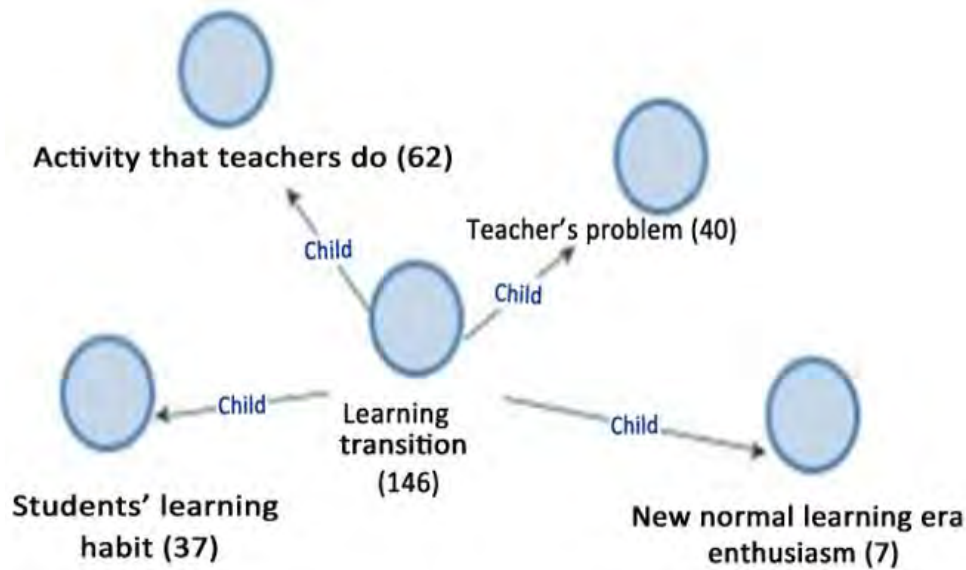 Activity that teachers do (62)
Teacher's problem (40)
Child
Child
Child
Learning
transition
(146)
Child
Students' learning
habit (37)
New normal learning era
enthusiasm (7)